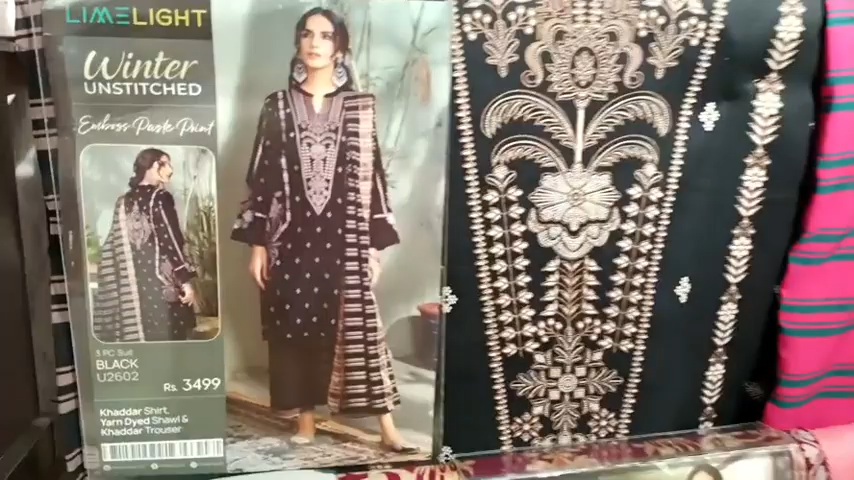 LIMELIGHT
Winter
UNSTITCHED
Emboss Paste Print
3 PC Suit
BLACK
U2602
Rs. 3499
Khaddar Shirt,
Yarn Dyed Shawl &
Khaddar Trouser